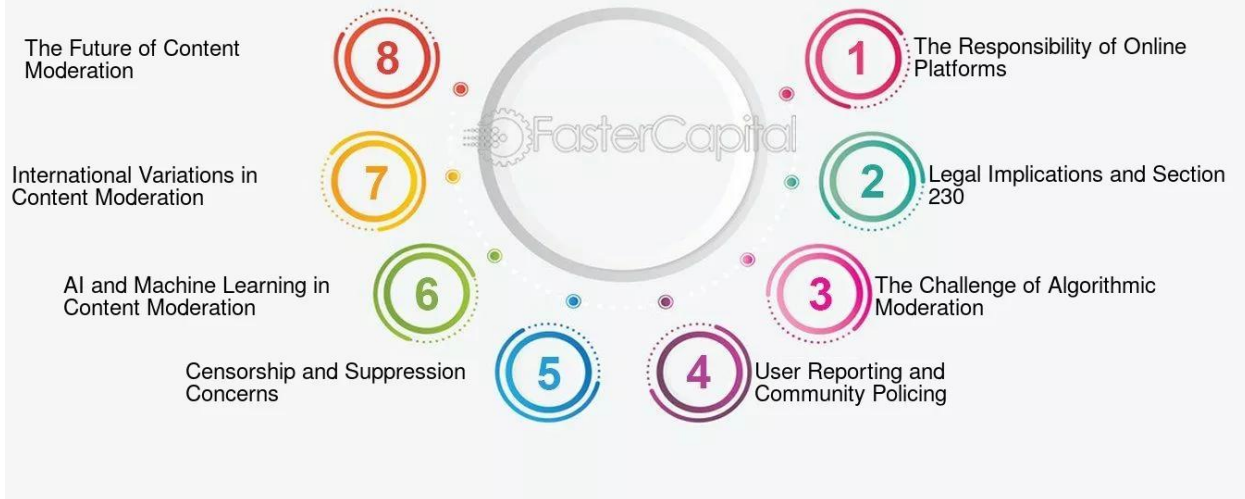 FasterCapital
1
The Responsibility of Online
Platforms
2
Legal Implications and Section
230
3
The Challenge of Algorithmic
Moderation
4
User Reporting and
Community Policing
5
Censorship and Suppression
Concerns
6
AI and Machine Learning in
Content Moderation
7
International Variations in
Content Moderation
8
The Future of Content
Moderation